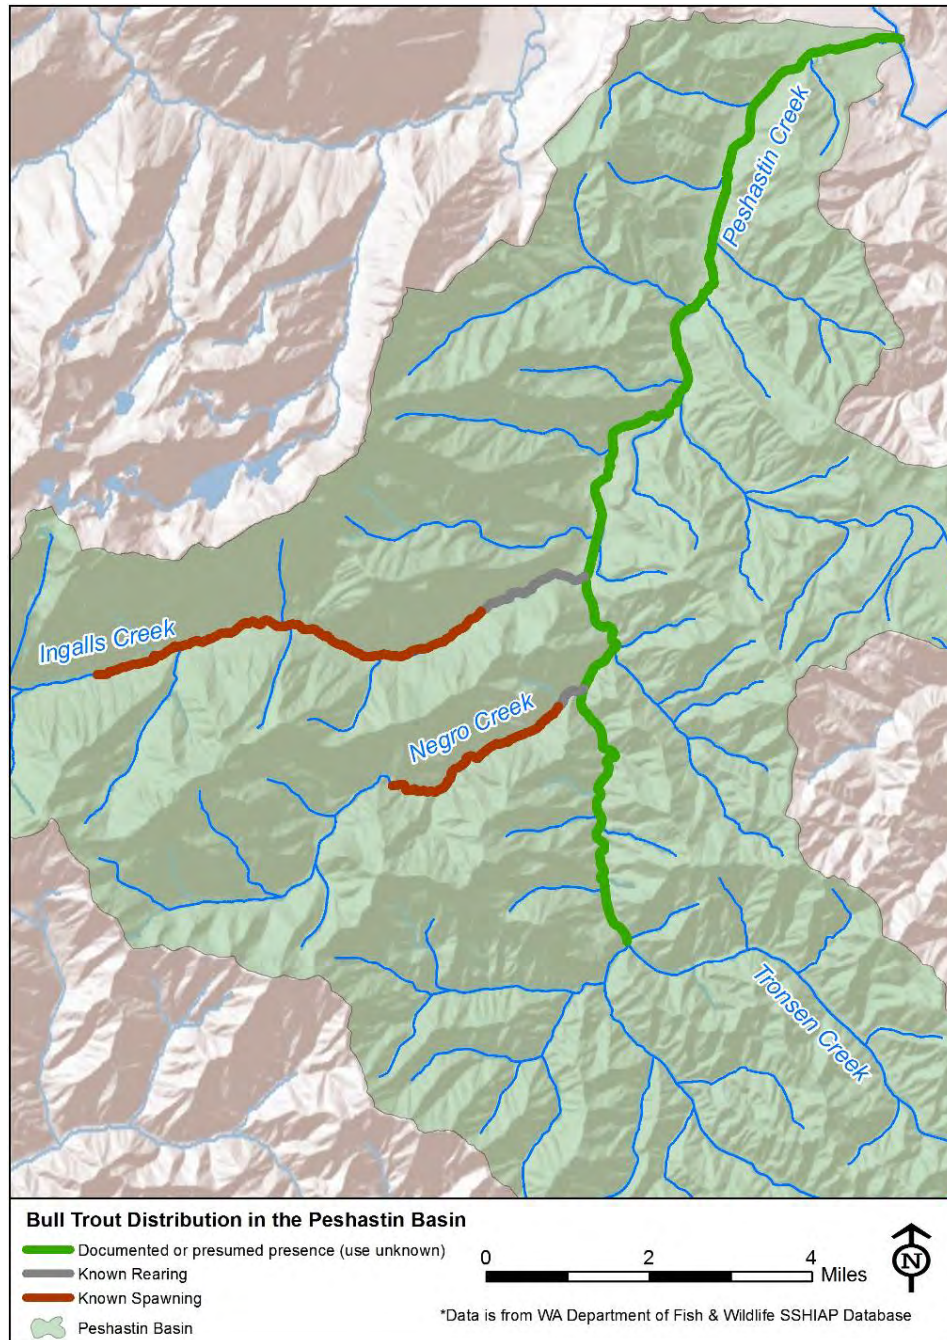 Peshastin Creek
Ingalls Creek
Negro Creek
Tronsen Creek
Bull Trout Distribution in the Peshastin Basin
Documented or presumed presence (use unknown)
Known Rearing
Known Spawning
Peshastin Basin
0 2 4
Miles
N
*Data is from WA Department of Fish & Wildlife SSHIAP Database